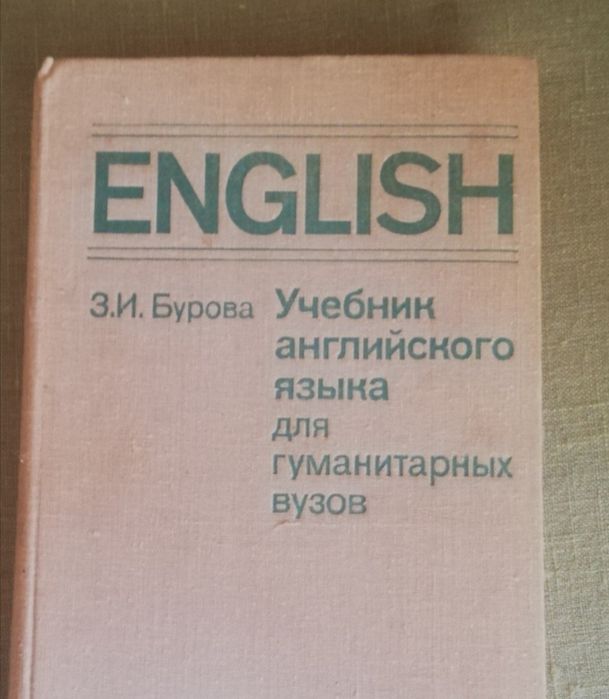 ENGLISH
З.И. Бурова
Учебник
английского
языка
для
гуманитарных
вузов